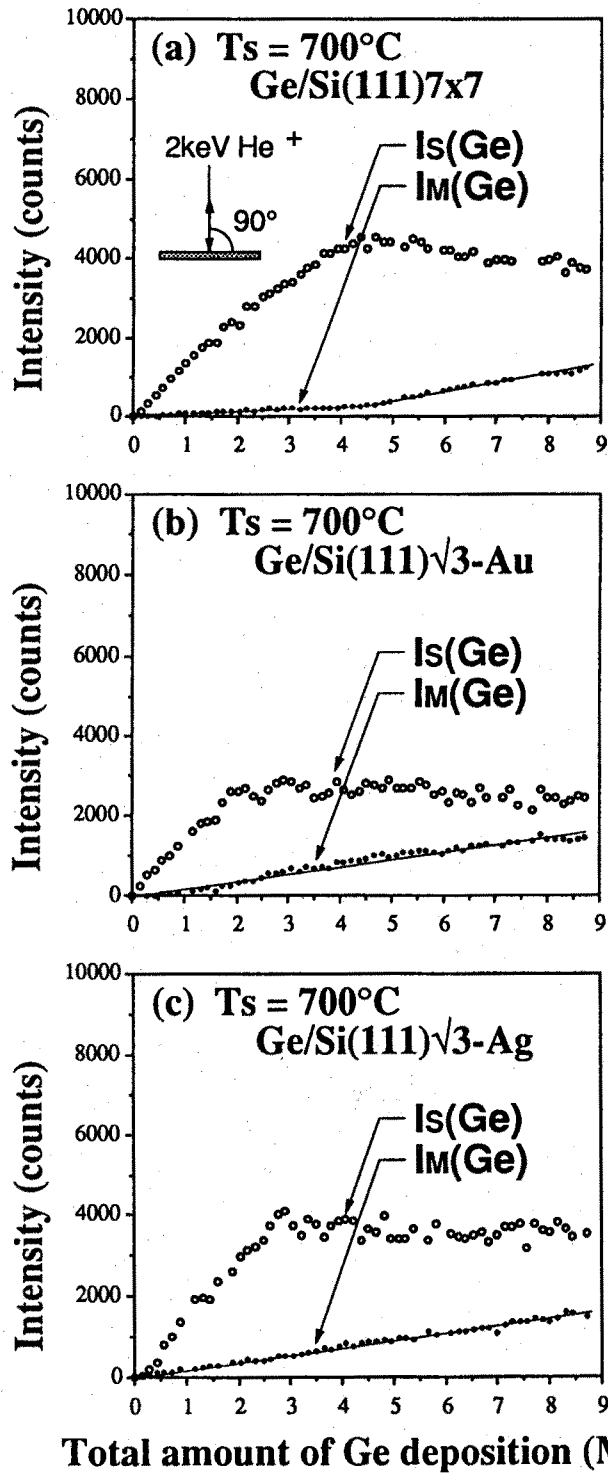 10000
8000
6000
4000
2000
0
Intensity (counts)
(a) Ts = 700°C
Ge/Si(111)7x7
2keV He +
90°
IS(Ge)
IM(Ge)
0 1 2 3 4 5 6 7 8 9
10000
8000
6000
4000
2000
0
Intensity (counts)
(b) Ts = 700°C
Ge/Si(111)√3-Au
IS(Ge)
IM(Ge)
0 1 2 3 4 5 6 7 8 9
10000
8000
6000
4000
2000
0
Intensity (counts)
(c) Ts = 700°C
Ge/Si(111)√3-Ag
IS(Ge)
IM(Ge)
0 1 2 3 4 5 6 7 8 9
Total amount of Ge deposition (M